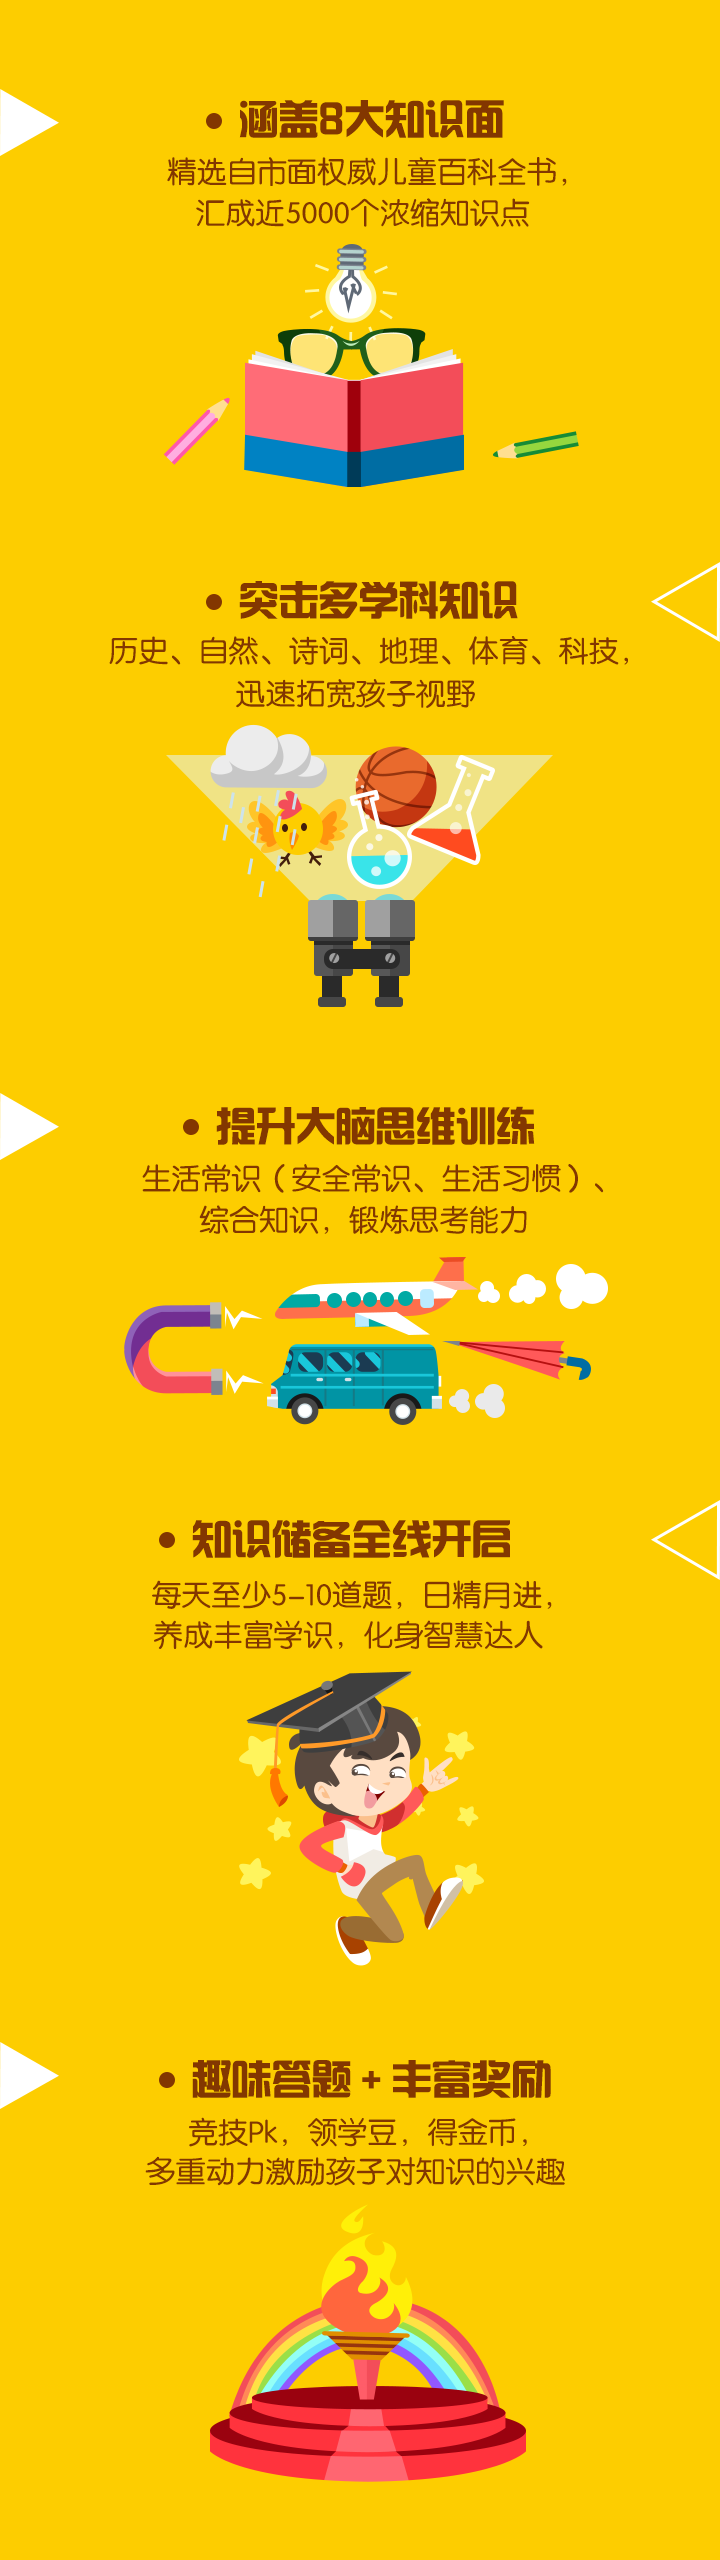 • 涵盖8大知识面
精选自市面权威儿童百科全书，
汇成近5000个浓缩知识点
• 突击多学科知识
历史、自然、诗词、地理、体育、科技，
迅速拓宽孩子视野
• 提升大脑思维训练
生活常识（安全常识、生活习惯）、
综合知识，锻炼思考能力
• 知识储备全线开启
每天至少5-10道题，日精月进，
养成丰富学识，化身智慧达人
• 趣味答题+丰富奖励
竞技Pk，领学豆，得金币，
多重动力激励孩子对知识的兴趣